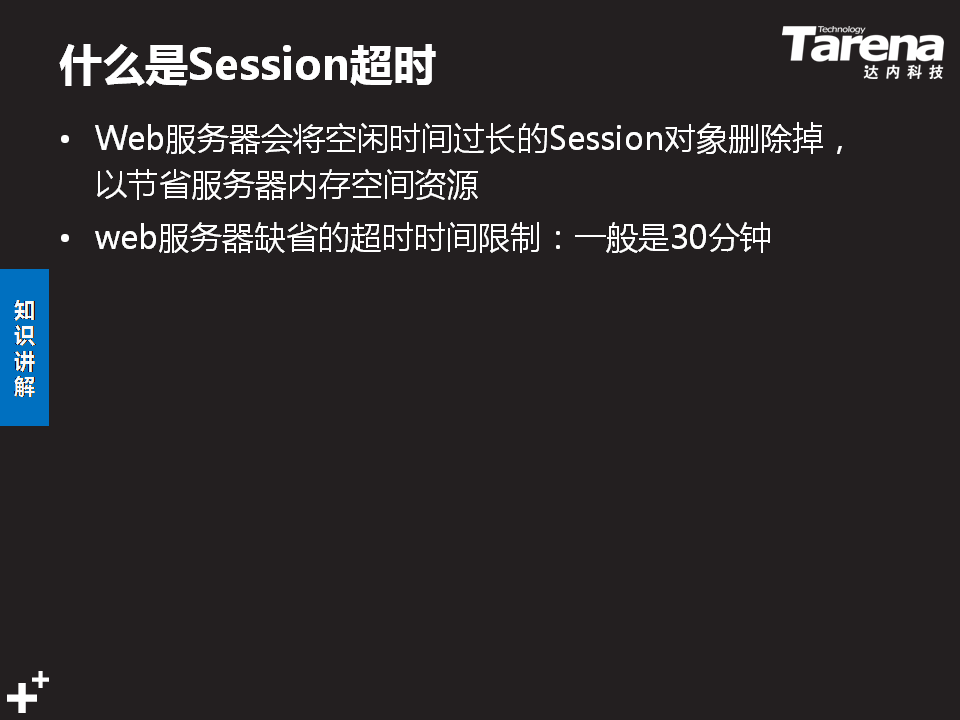 什么是Session超时
Technology
Tarena
达内科技
• Web服务器会将空闲时间过长的Session对象删除掉，
以节省服务器内存空间资源
• web服务器缺省的超时时间限制：一般是30分钟
知
识
讲
解